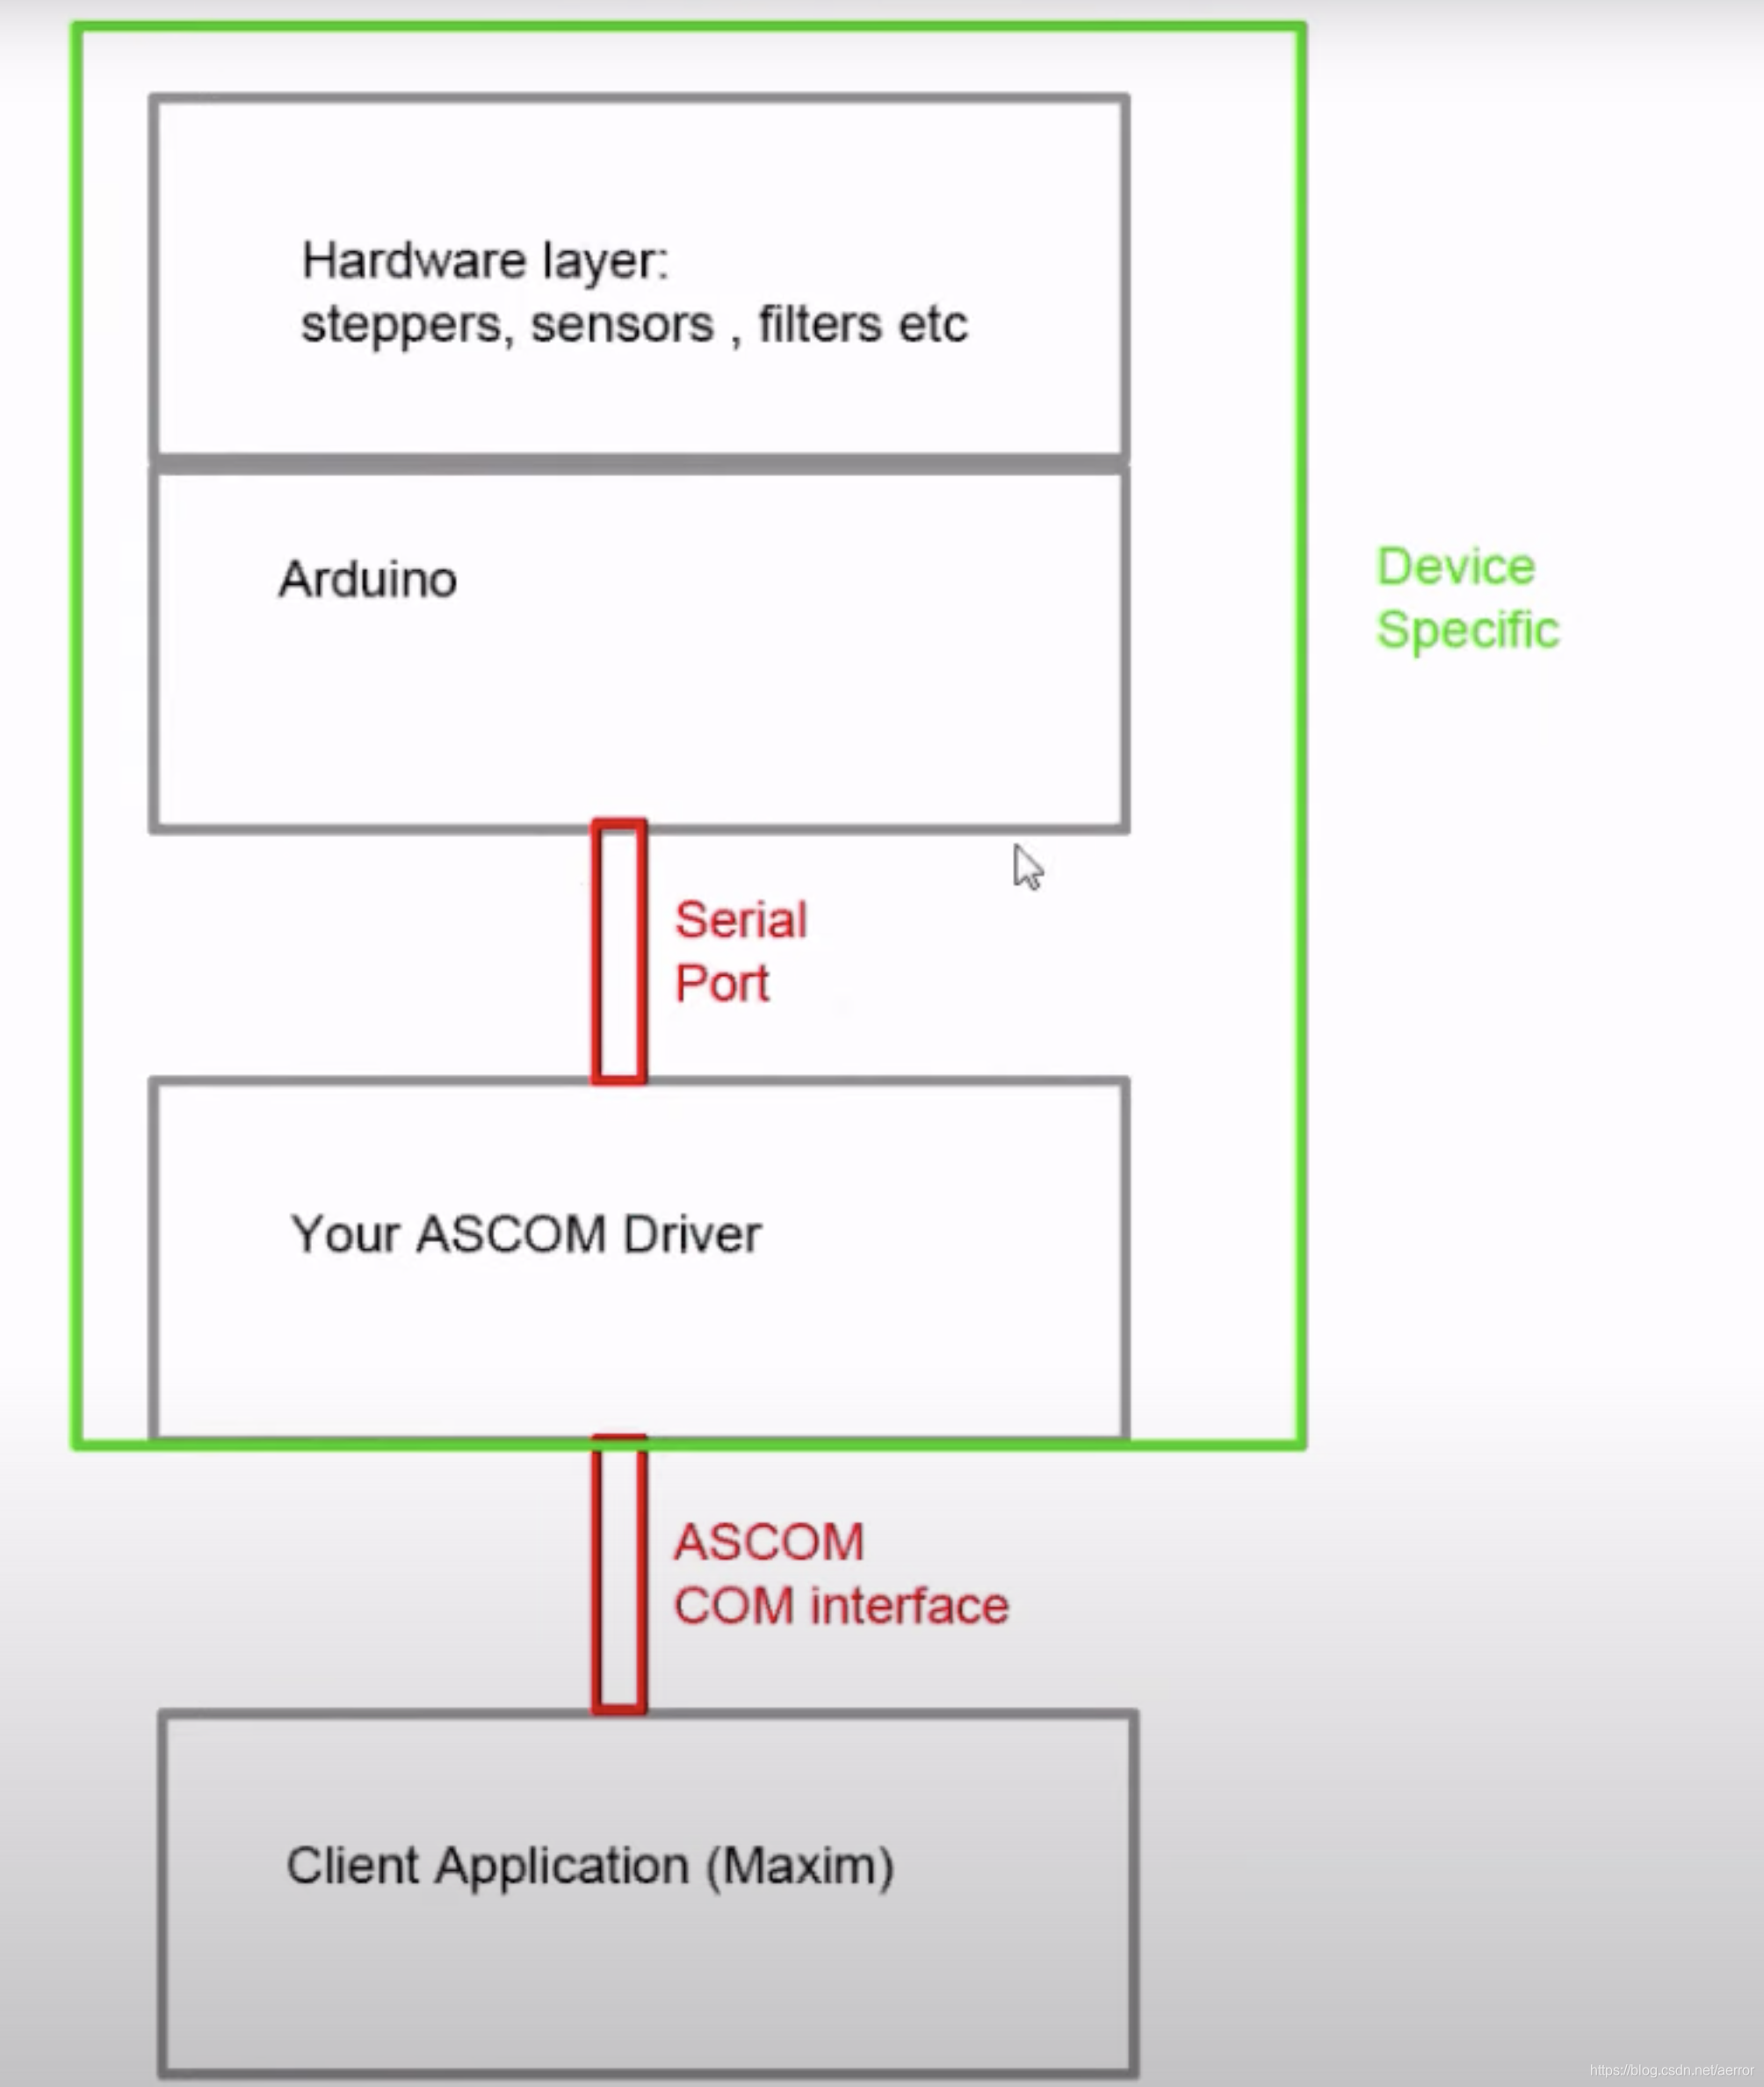 Hardware layer:
steppers, sensors , filters etc
Arduino
Device
Specific
Serial
Port
Your ASCOM Driver
ASCOM
COM interface
Client Application (Maxim)
https://blog.csdn.net/aerror